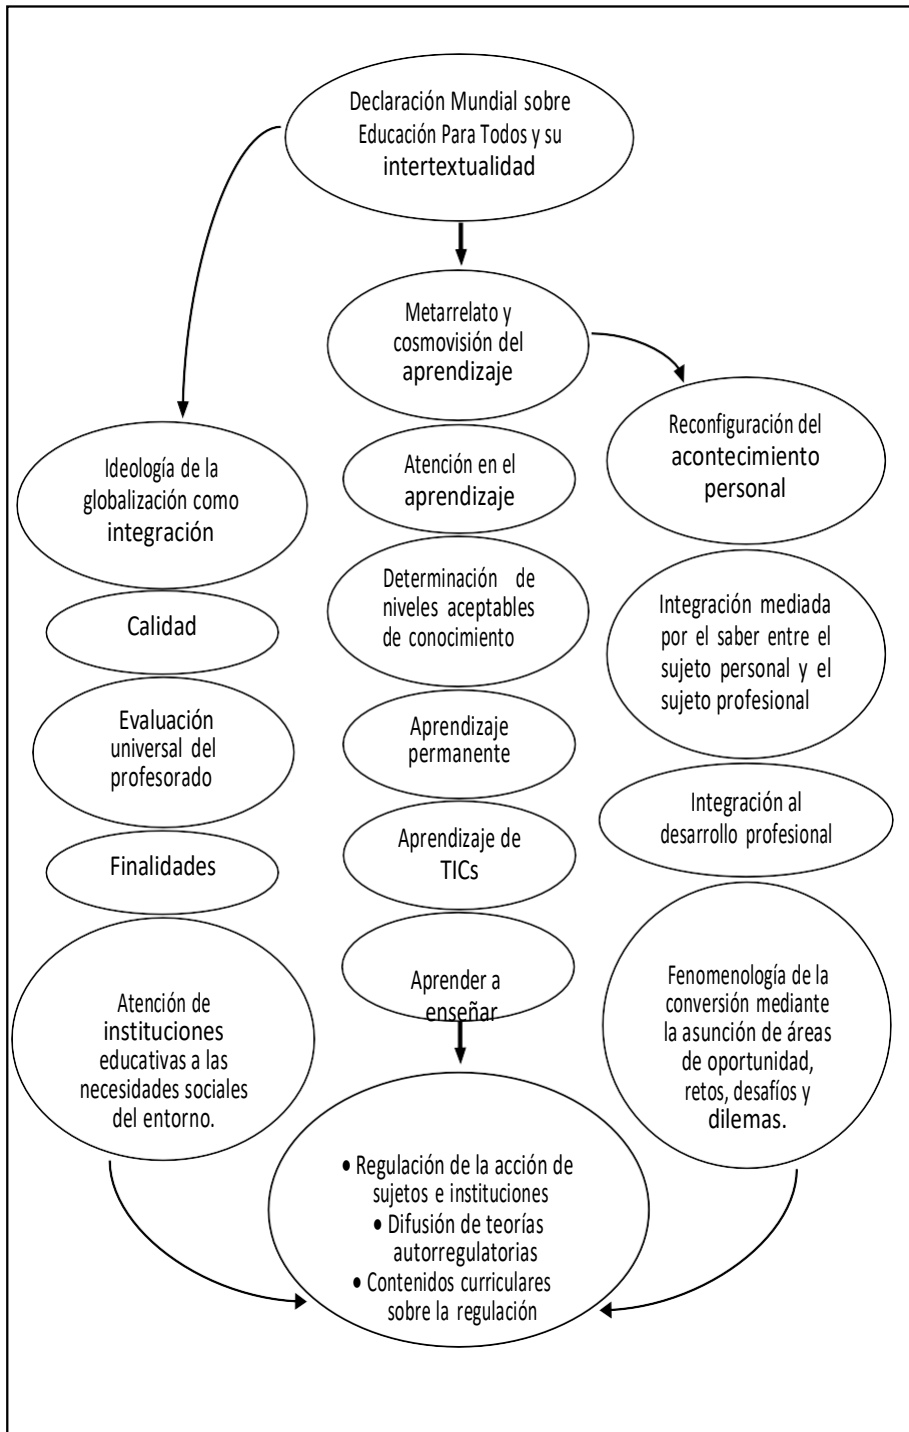 Declaración Mundial sobre
Educación Para Todos y su
intertextualidad
Metarrelato y
cosmovisión del
aprendizaje
Ideología de la
globalización como
integración
Calidad
Evaluación
universal del
profesorado
Finalidades
Atención de
instituciones
educativas a las
necesidades sociales
del entorno.
Atención en el
aprendizaje
Determinación de
niveles aceptables
de conocimiento
Aprendizaje
permanente
Aprendizaje de
TICs
Aprender a
enseñar
Reconfiguración del
acontecimiento
personal
Integración mediada
por el saber entre el
sujeto personal y el
sujeto profesional
Integración al
desarrollo profesional
Fenomenología de la
conversión mediante
la asunción de áreas
de oportunidad,
retos, desafíos y
dilemas.
• Regulación de la acción de
sujetos e instituciones
• Difusión de teorías
autorregulatorias
• Contenidos curriculares
sobre la regulación